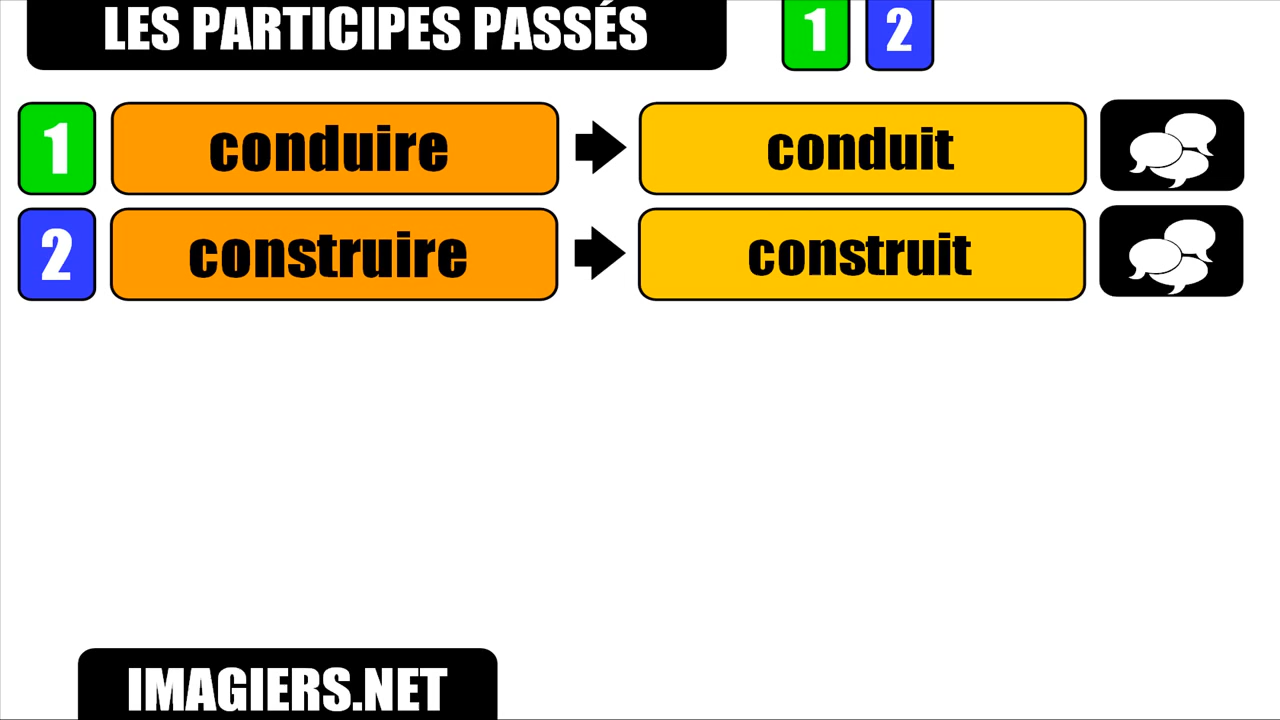 LES PARTICIPES PASSÉS 1 2
1 conduire conduit
2 construire construit
IMAGIERS.NET